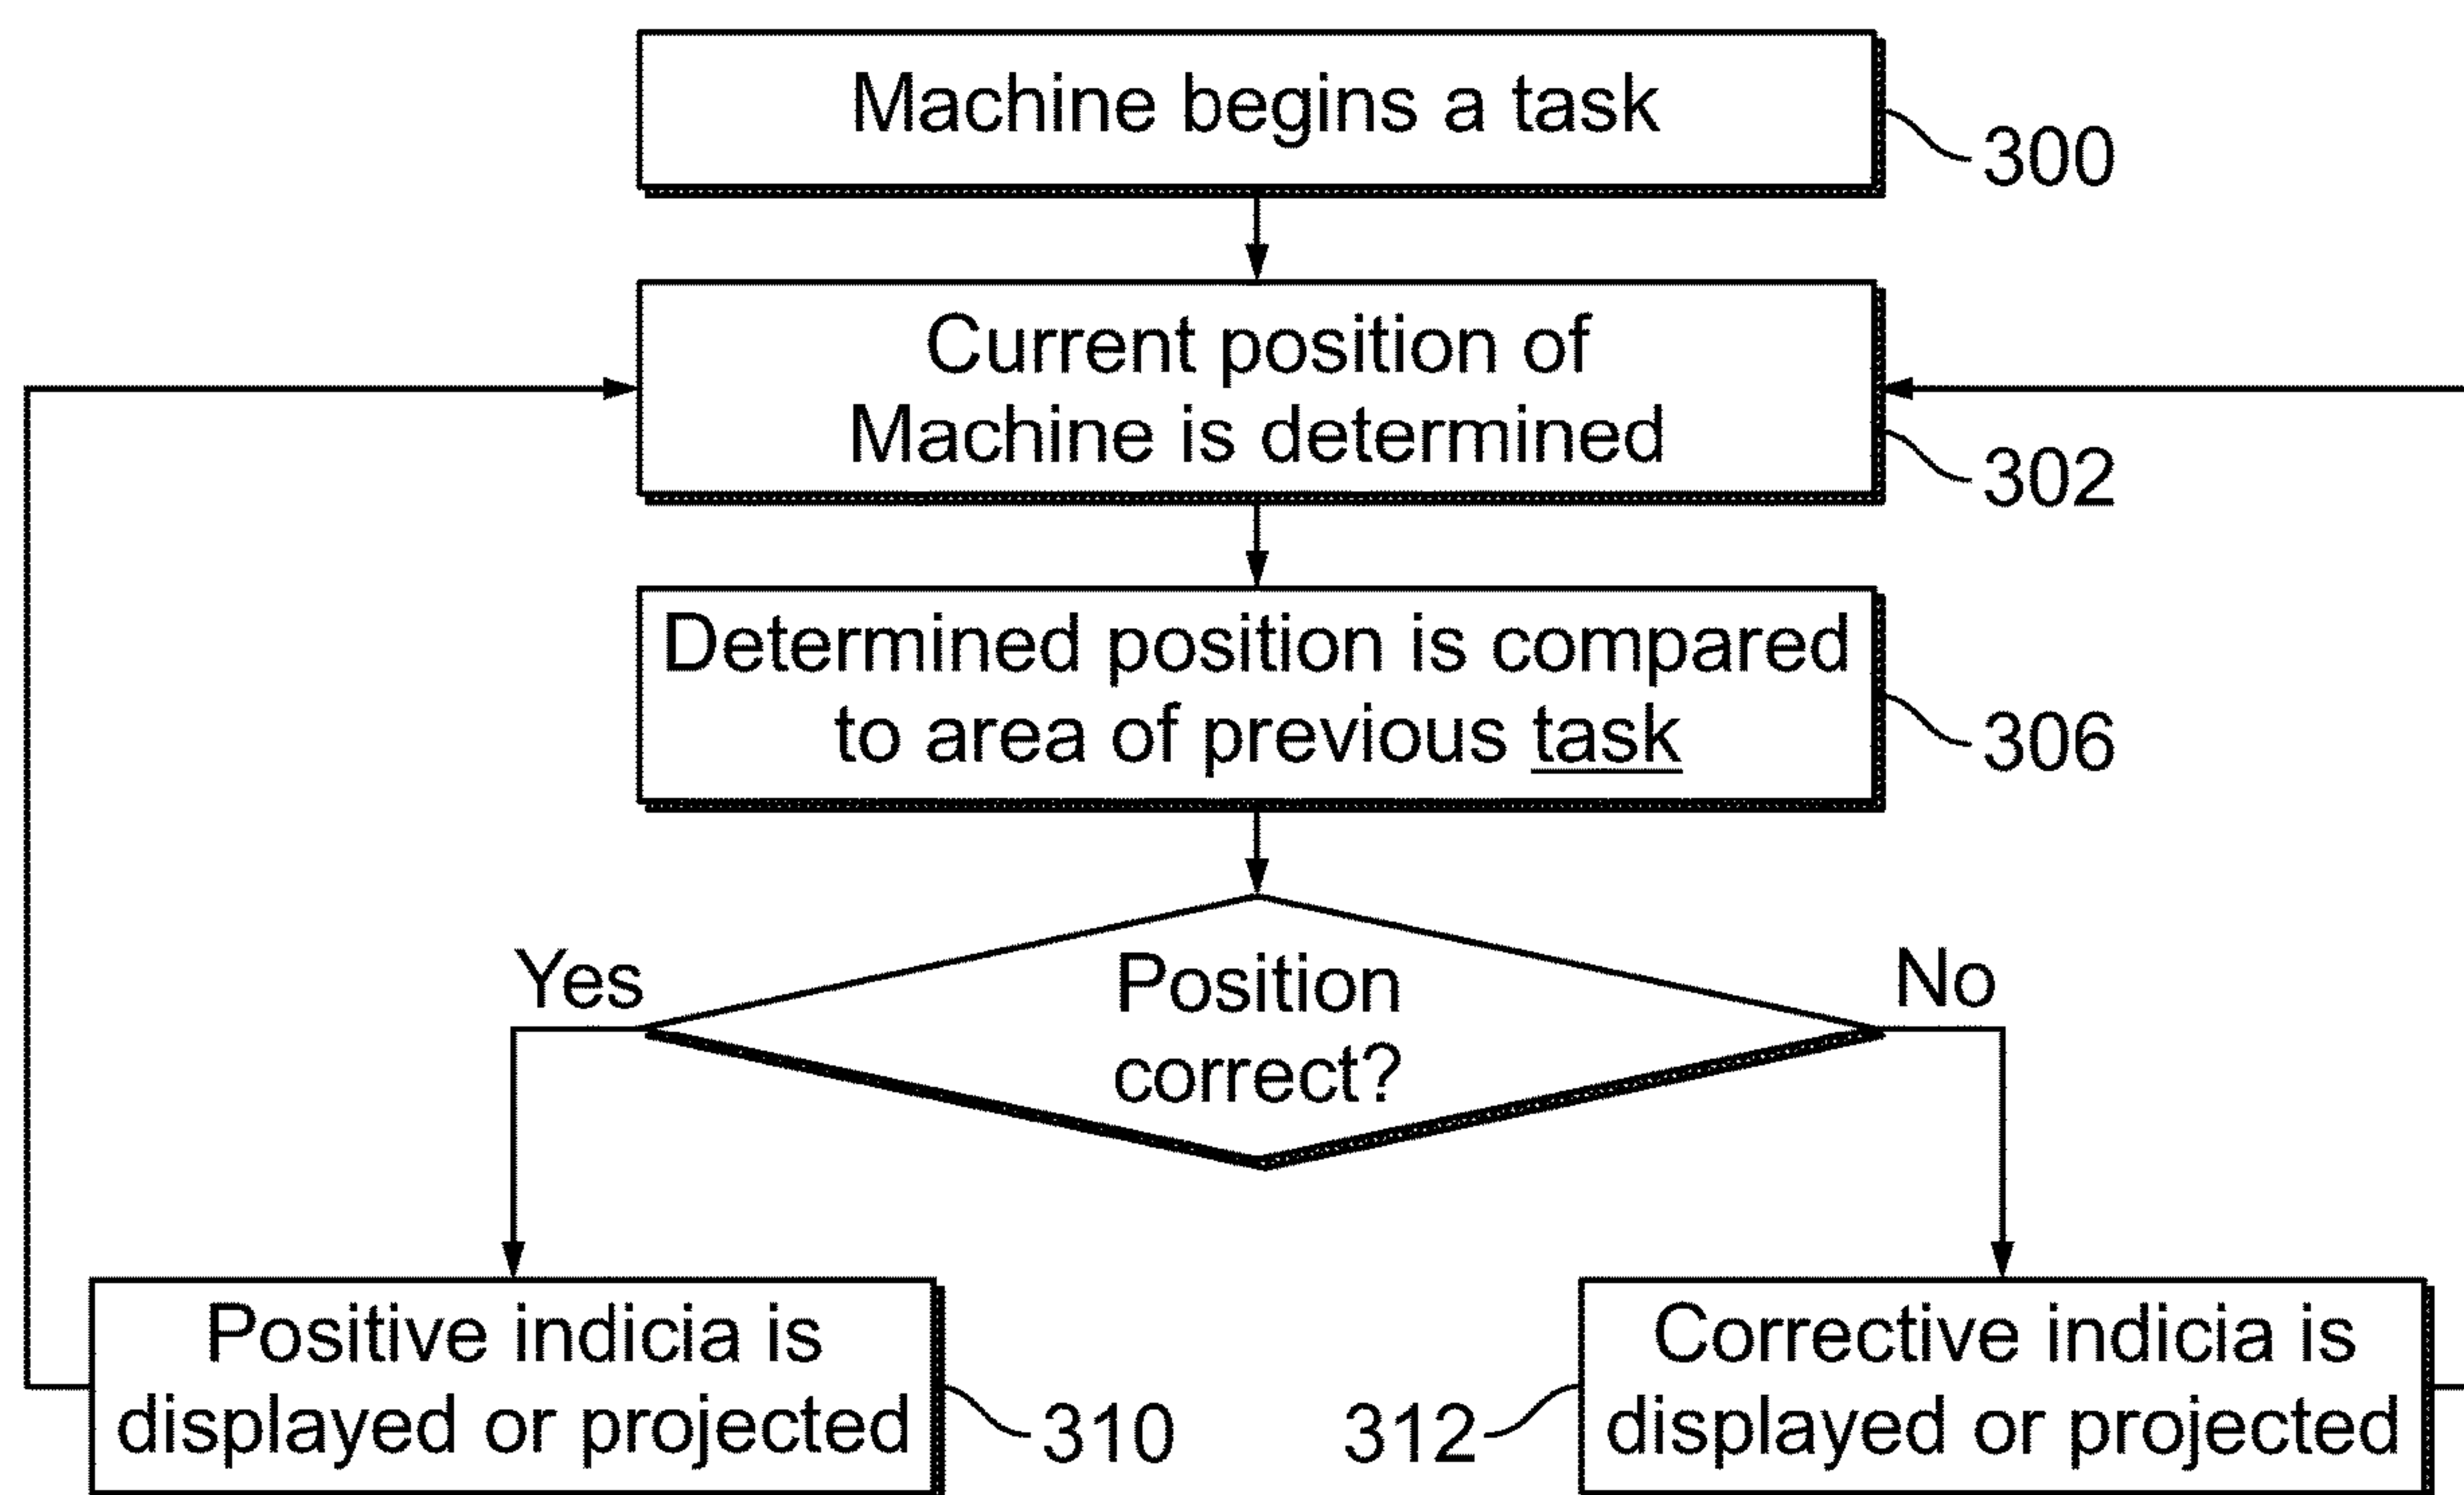 Machine begins a task
300
Current position of
Machine is determined
302
Determined position is compared
to area of previous task
306
Yes
Position
correct?
No
Positive indicia is
displayed or projected
310
312
Corrective indicia is
displayed or projected